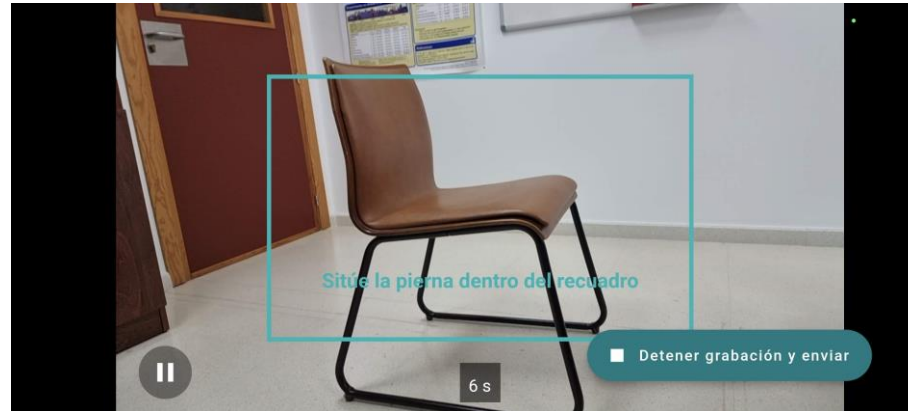 Sitúe la pierna dentro del recuadro
Detener grabación y enviar
6 s